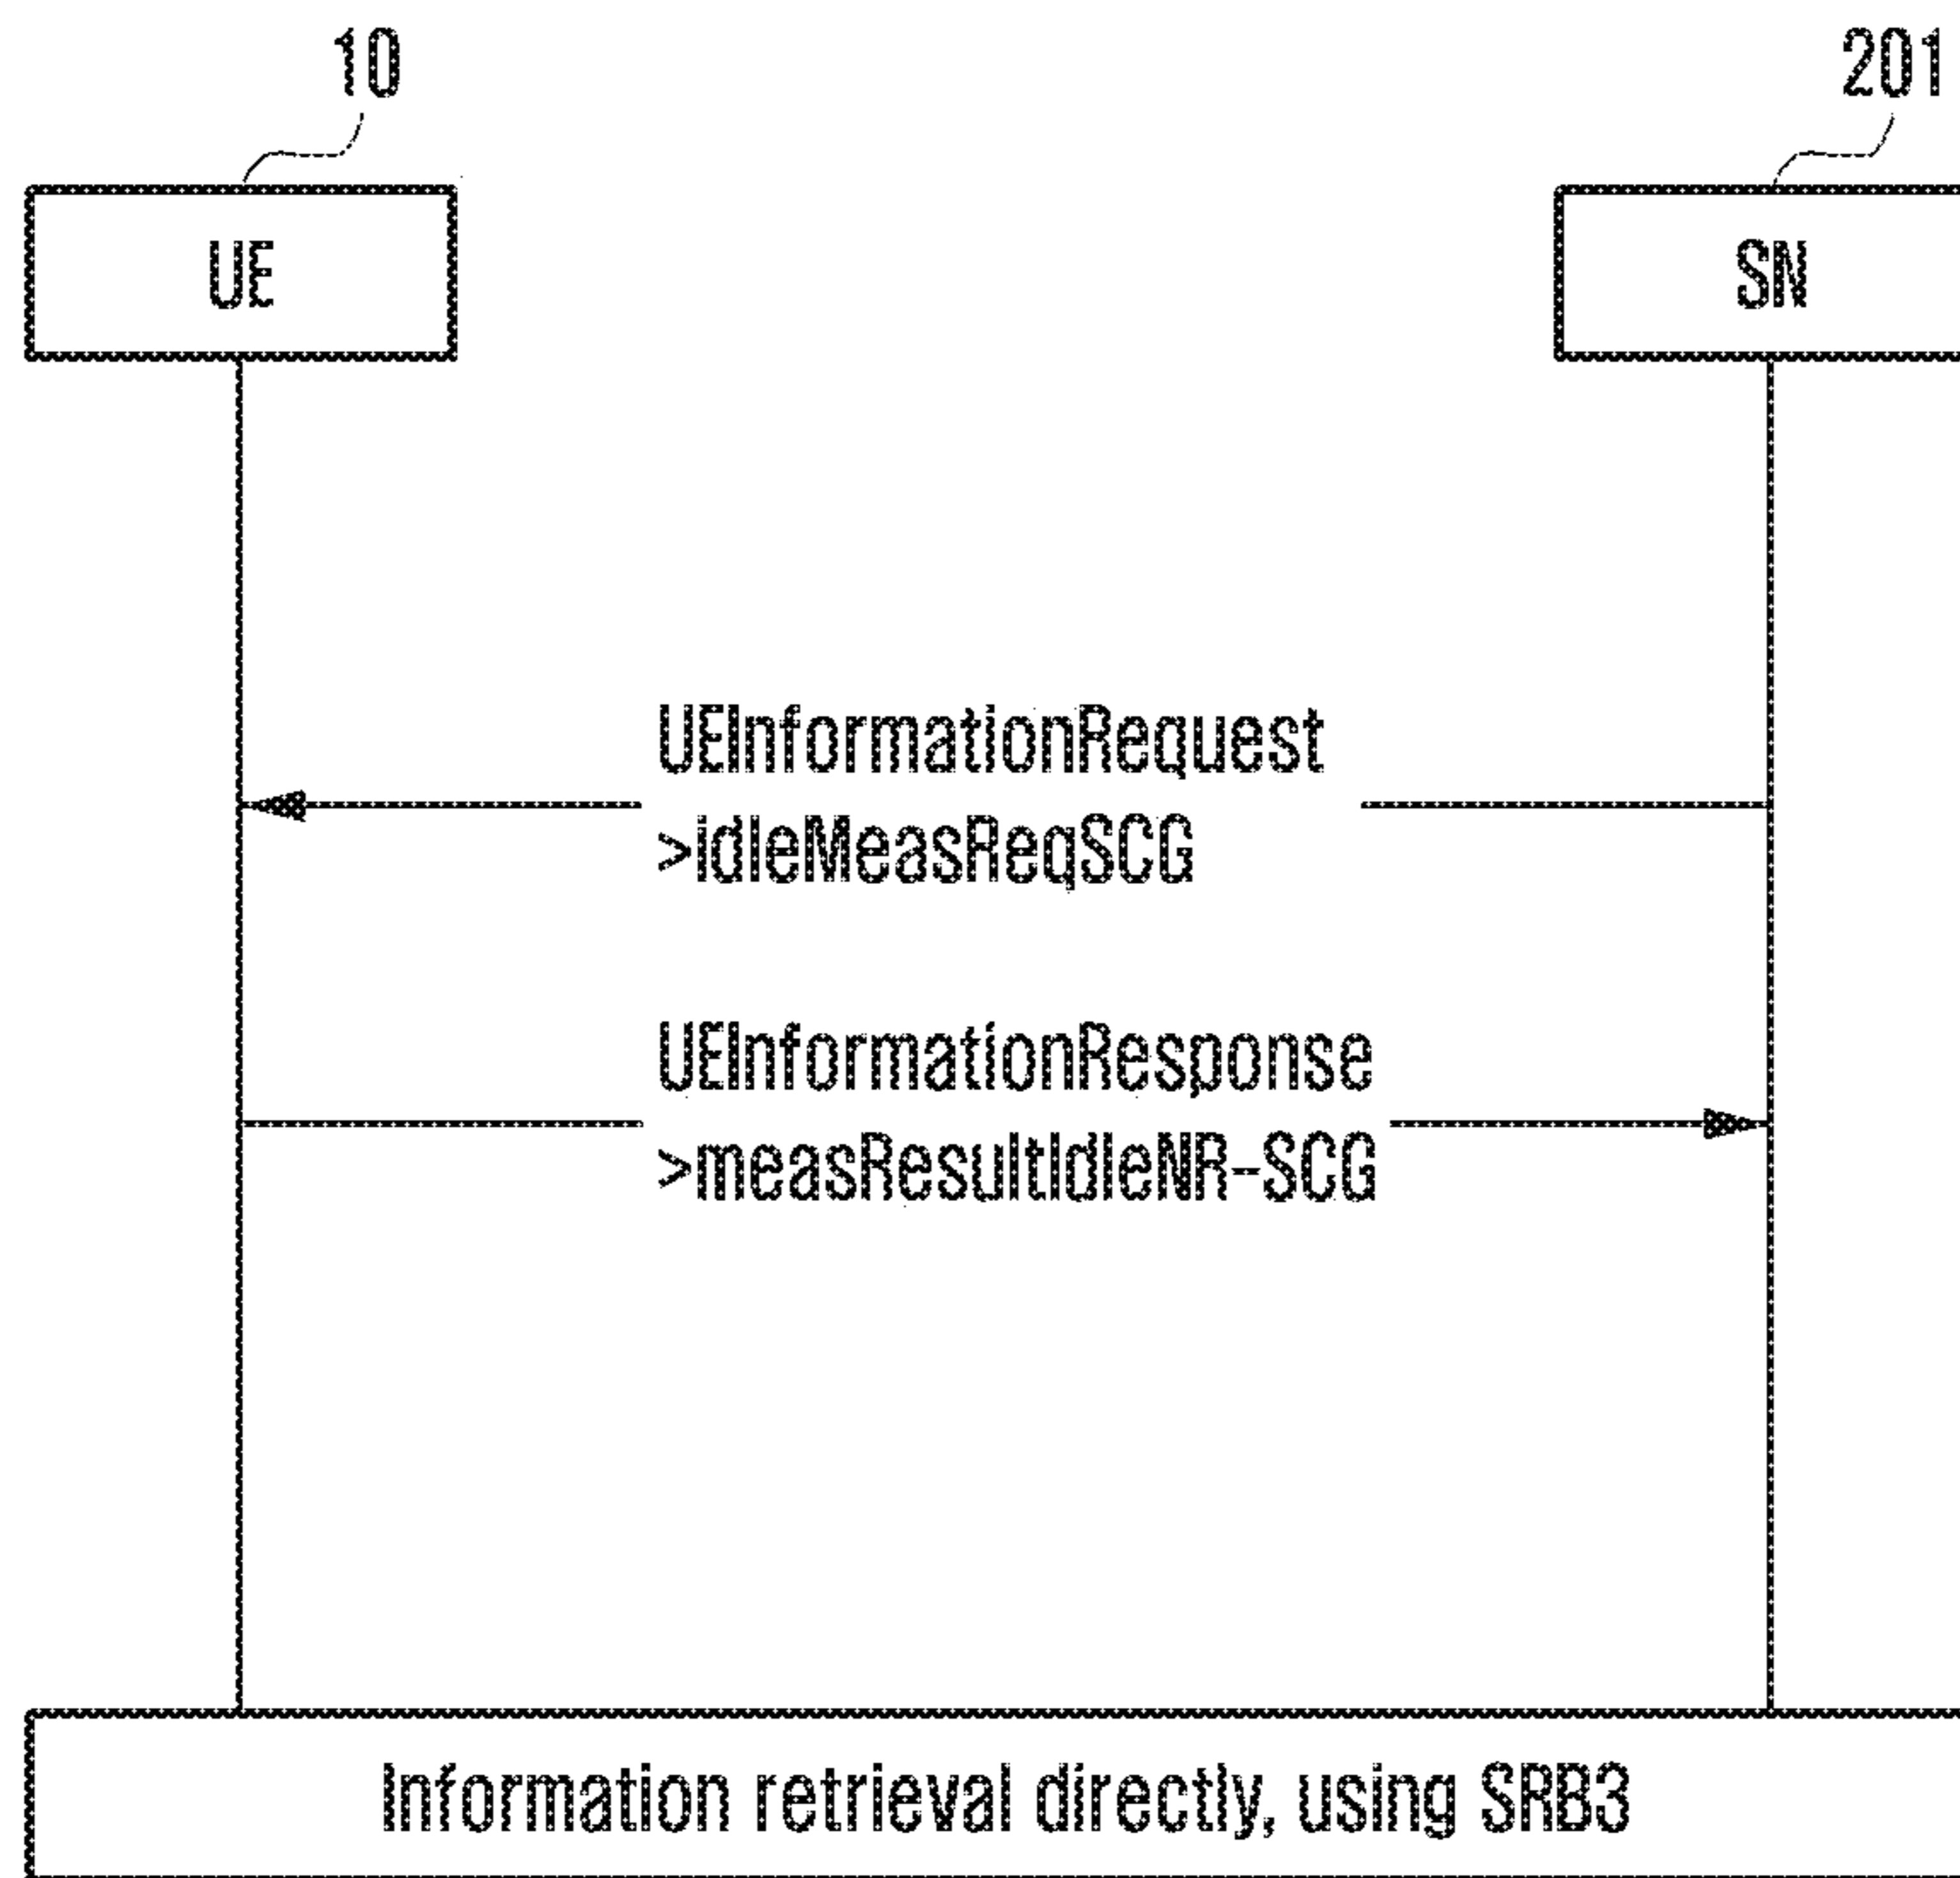 10
201
UE
SN
UEInformationRequest
>idleMeasReqSCG
UEInformationResponse
>measResultIdleNR-SCG
Information retrieval directly, using SRB3